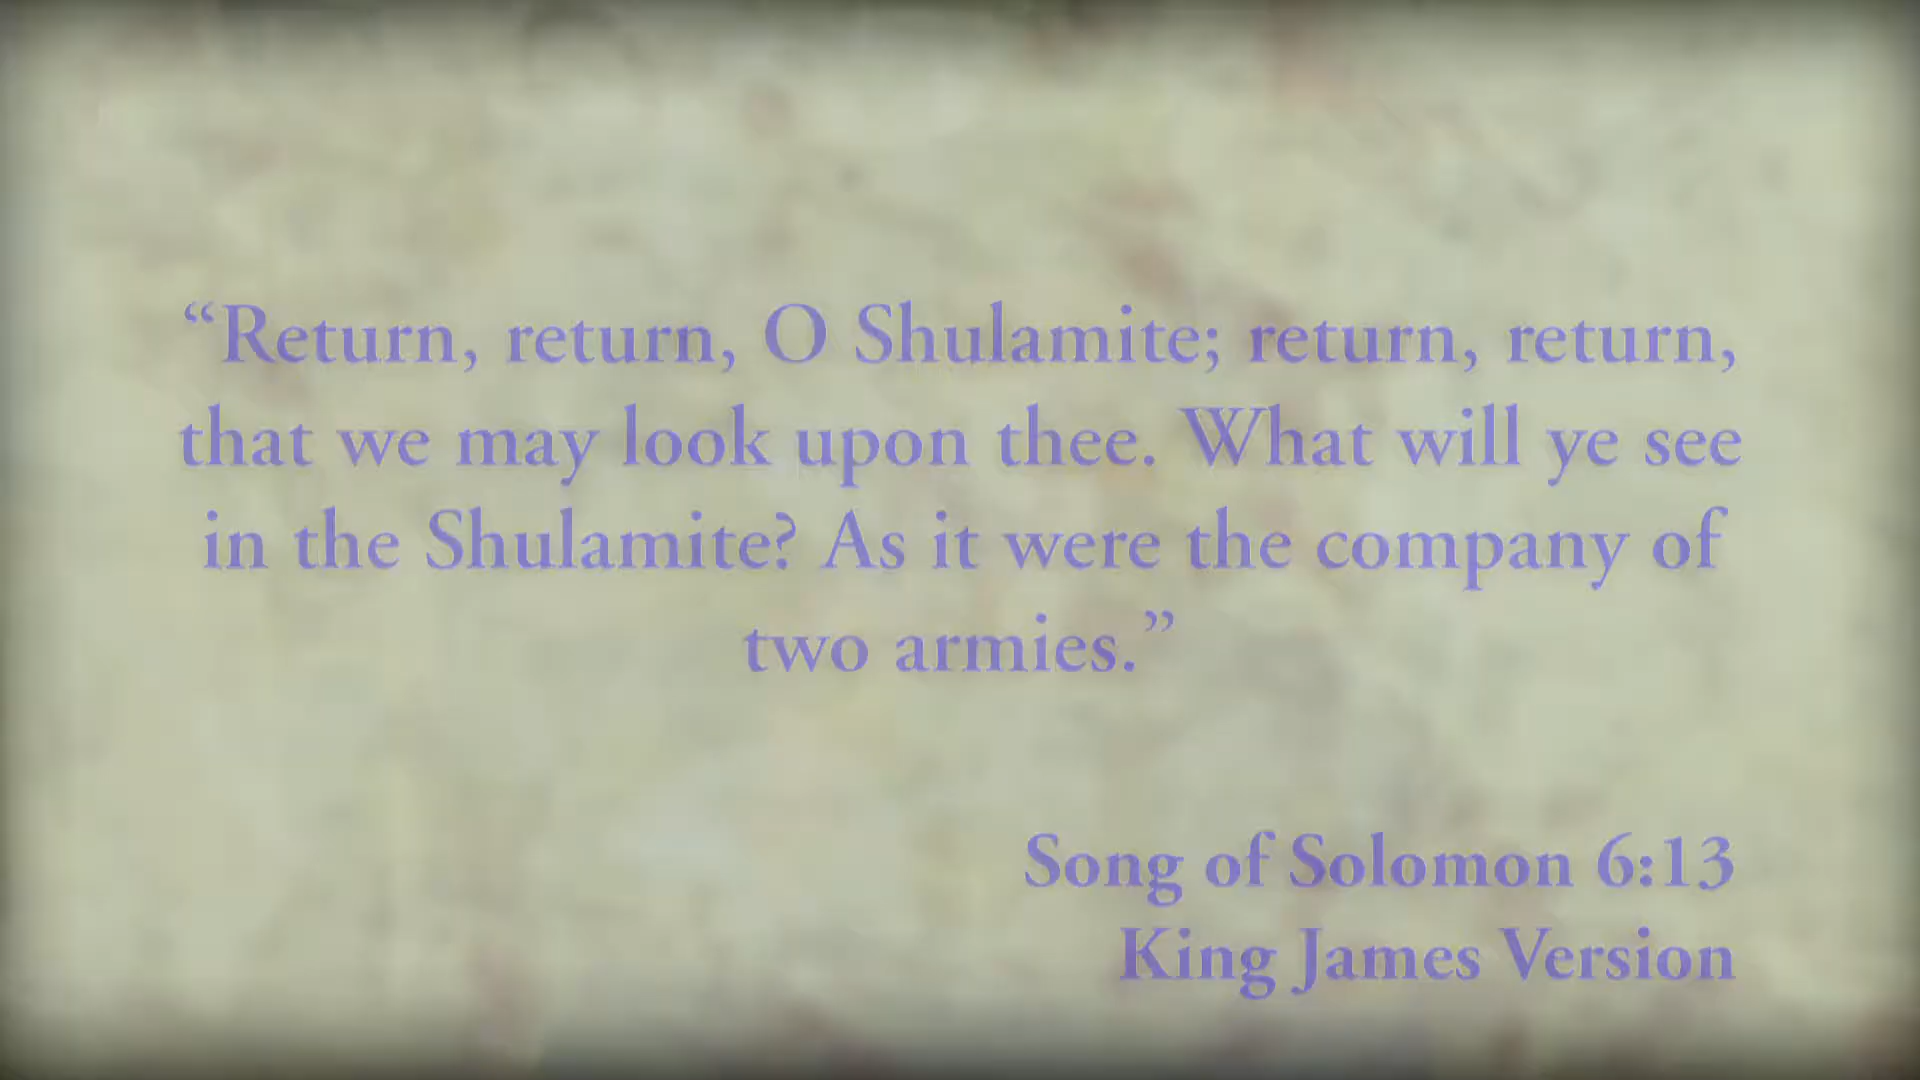 “Return, return, O Shulamite; return, return,
that we may look upon thee. What will ye see
in the Shulamite? As it were the company of
two armies.”
Song of Solomon 6:13
King James Version